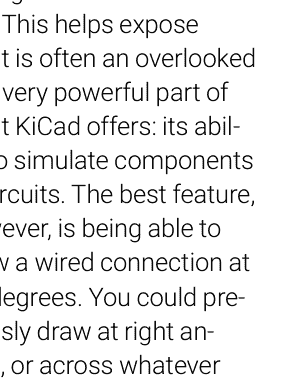 This helps expose
t is often an overlooked
very powerful part of
t KiCad offers: its abil-
o simulate components
rcuits. The best feature,
ever, is being able to
w a wired connection at
degrees. You could pre-
sly draw at right an-
, or across whatever